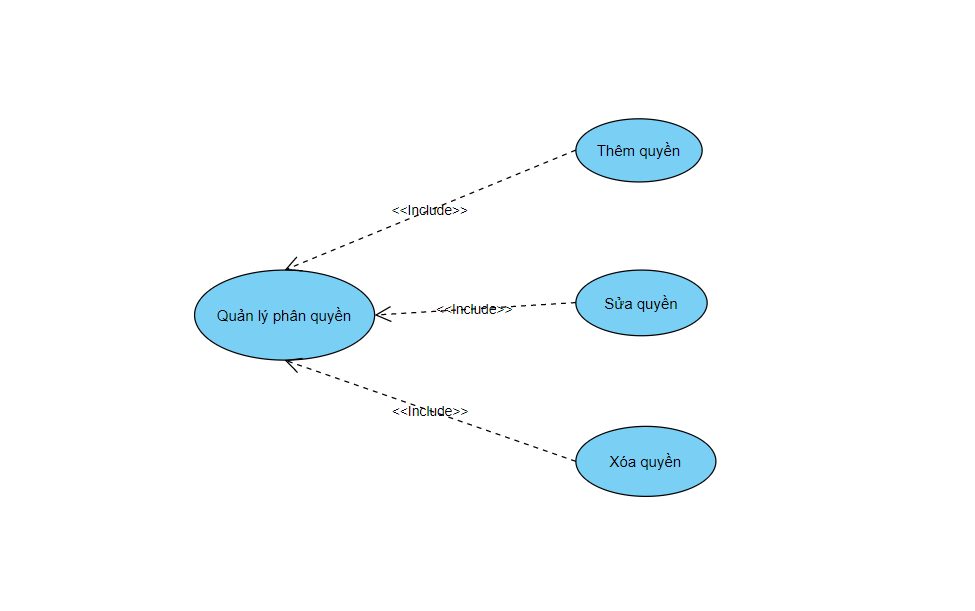 Thêm quyền
<<Include>>
Quản lý phân quyền
<<Include>>
Sửa quyền
<<Include>>
Xóa quyền